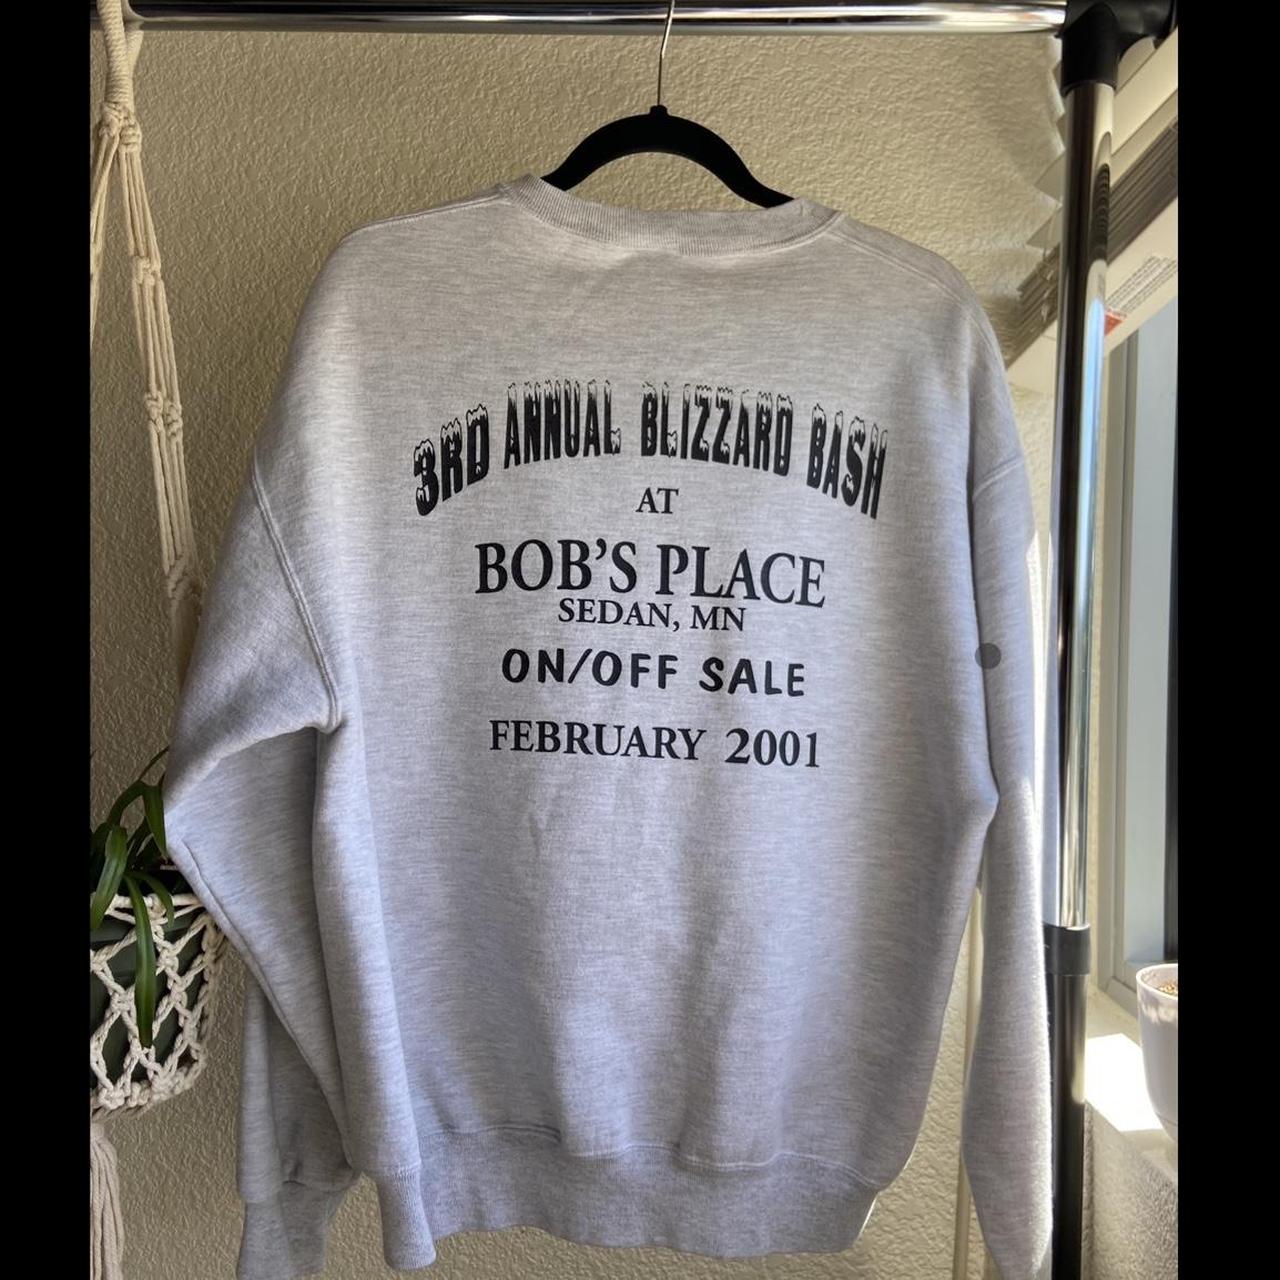 3RD ANNUAL BLIZZARD BASH
AT
BOB'S PLACE
SEDAN, MN
ON/OFF SALE
FEBRUARY 2001